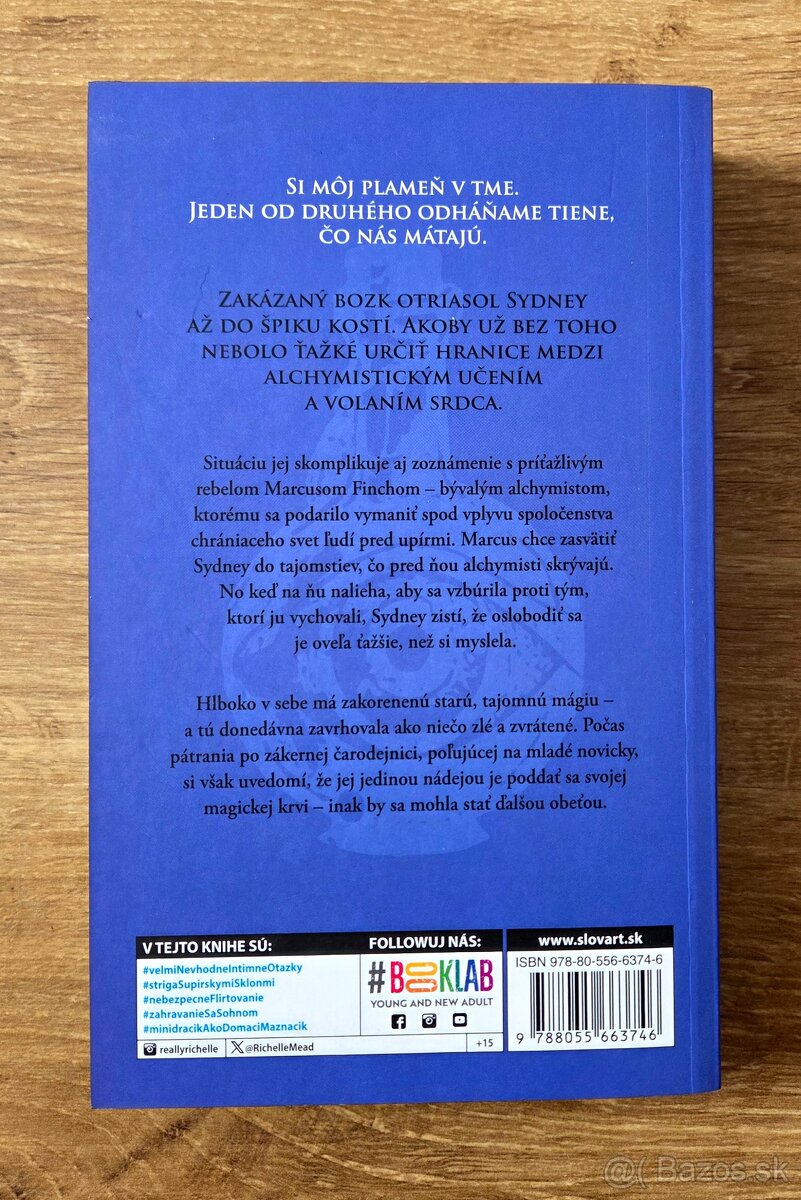 SI MÔJ PLAMEŇ V TME.
JEDEN OD DRUHÉHO ODHÁŇAME TIENE,
ČO NÁS MÁTAJÚ.
ZAKÁZANÝ BOZK OTRIASOL SYDNEY
AŽ DO ŠPIKU KOSTÍ. AKOBY UŽ BEZ TOHO
NEBOLO ŤAŽKÉ URČIŤ HRANICE MEDZI
ALCHYMISTICKÝM UČENÍM
A VOLANÍM SRDCA.
Situáciu jej skomplikuje aj zoznámenie s príťažlivým
rebelom Marcusom Finchom – bývalým alchymistom,
ktorému sa podarilo vymaniť spod vplyvu spoločenstva
chrániaceho svet ľudí pred upírmi. Marcus chce zasvätiť
Sydney do tajomstiev, čo pred ňou alchymisti skrývajú.
No keď na ňu nalieha, aby sa vzbúrila proti tým,
ktorí ju vychovali, Sydney zistí, že oslobodiť sa
je oveľa ťažšie, než si myslela.
Hlboko v sebe má zakorenenú starú, tajomnú mágiu –
a tú donedávna zavrhovala ako niečo zlé a zvrátené. Počas
pátrania po zákernej čarodejnici, poľujúcej na mladé novicky,
si však uvedomí, že jej jedinou nádejou je poddať sa svojej
magickej krvi – inak by sa mohla stať ďalšou obeťou.
V TEJTO KNIHE SÚ:
#velmiNevhodneIntimneOtazky
#strigaSupirskymiSklonmi
#nebezpecneFlirtovanie
#zahravanieSaSohnom
#minidracikAkoDomaciMaznacik
reallyrichelle
@RichelleMead
+15
FOLLOWUJ NÁS:
#BOOKLAB
YOUNG AND NEW ADULT
www.slovart.sk
ISBN 978-80-556-6374-6
9 788055 663746
@( Bazos.sk